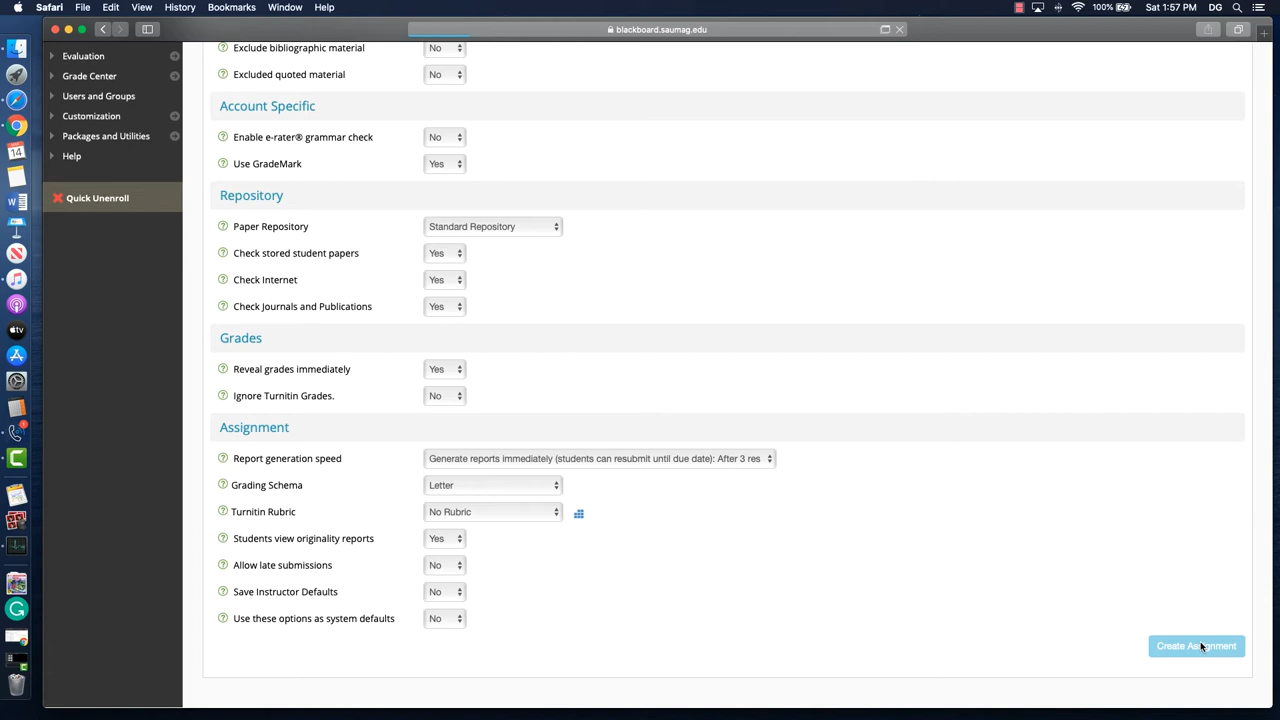 Safari File Edit View History Bookmarks Window Help 100% Sat 1:57 PM DG
blackboard.saumag.edu
Evaluation
Grade Center
Users and Groups
Customization
Packages and Utilities
Help
Quick Unenroll
Exclude bibliographic material No
Excluded quoted material No
Account Specific
Enable e-rater® grammar check No
Use GradeMark Yes
Repository
Paper Repository Standard Repository
Check stored student papers Yes
Check Internet Yes
Check Journals and Publications Yes
Grades
Reveal grades immediately Yes
Ignore Turnitin Grades. No
Assignment
Report generation speed Generate reports immediately (students can resubmit until due date): After 3 res
Grading Schema Letter
Turnitin Rubric No Rubric
Students view originality reports Yes
Allow late submissions No
Save Instructor Defaults No
Use these options as system defaults No
Create Assignment